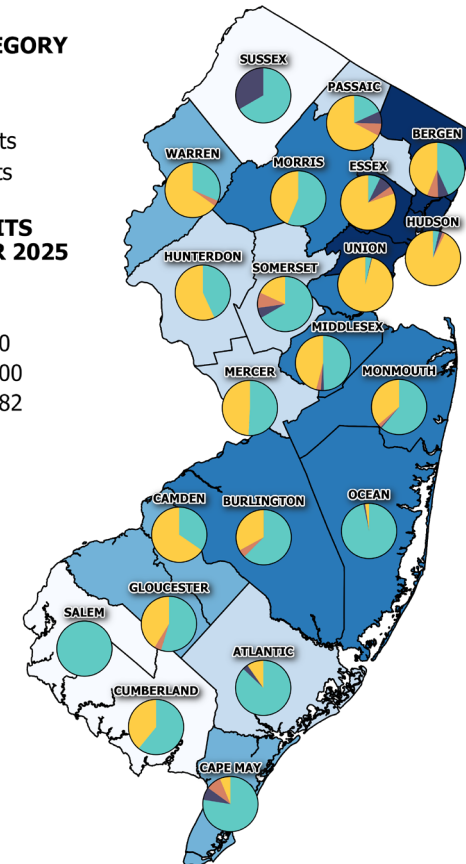 EGORY
ts
ts
ITS
R 2025
0
00
82
SUSSEX
PASSAIC
BERGEN
WARREN
MORRIS
ESSEX
HUDSON
UNION
HUNTERDON
SOMERSET
MIDDLESEX
MERCER
MONMOUTH
CAMDEN
BURLINGTON
OCEAN
GLOUCESTER
SALEM
ATLANTIC
CUMBERLAND
CAPE MAY